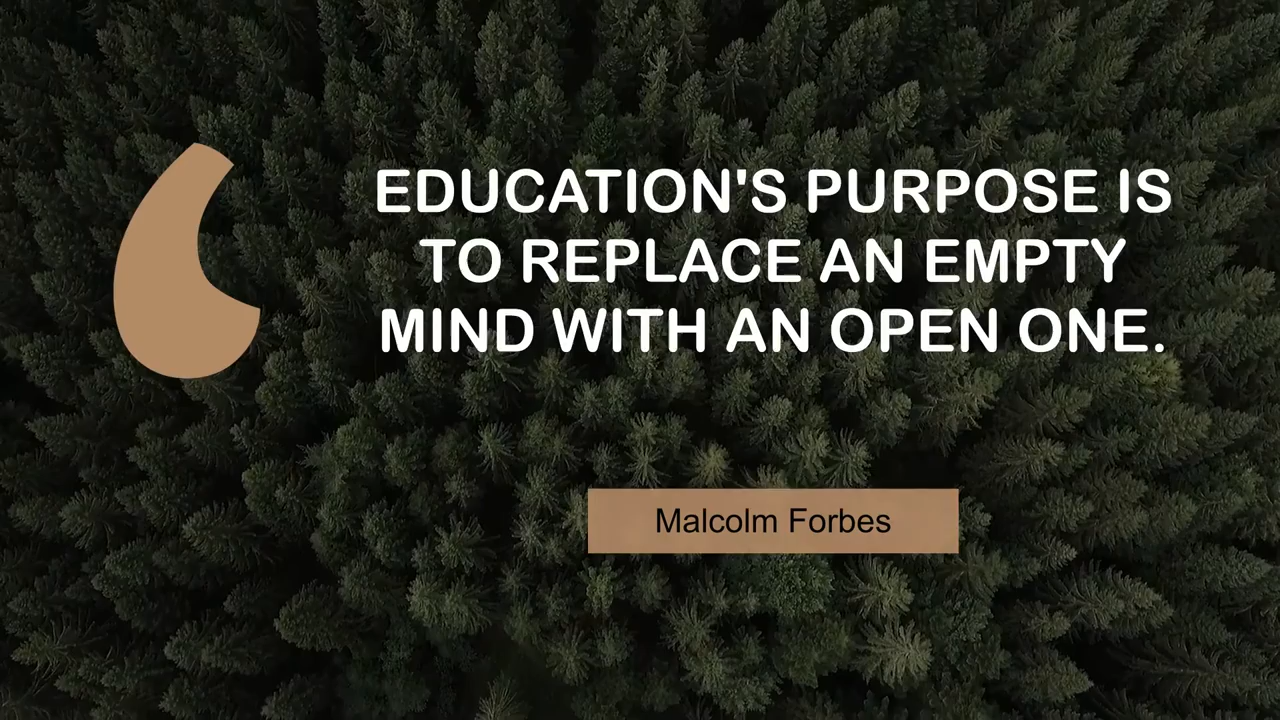 EDUCATION'S PURPOSE IS
TO REPLACE AN EMPTY
MIND WITH AN OPEN ONE.
Malcolm Forbes